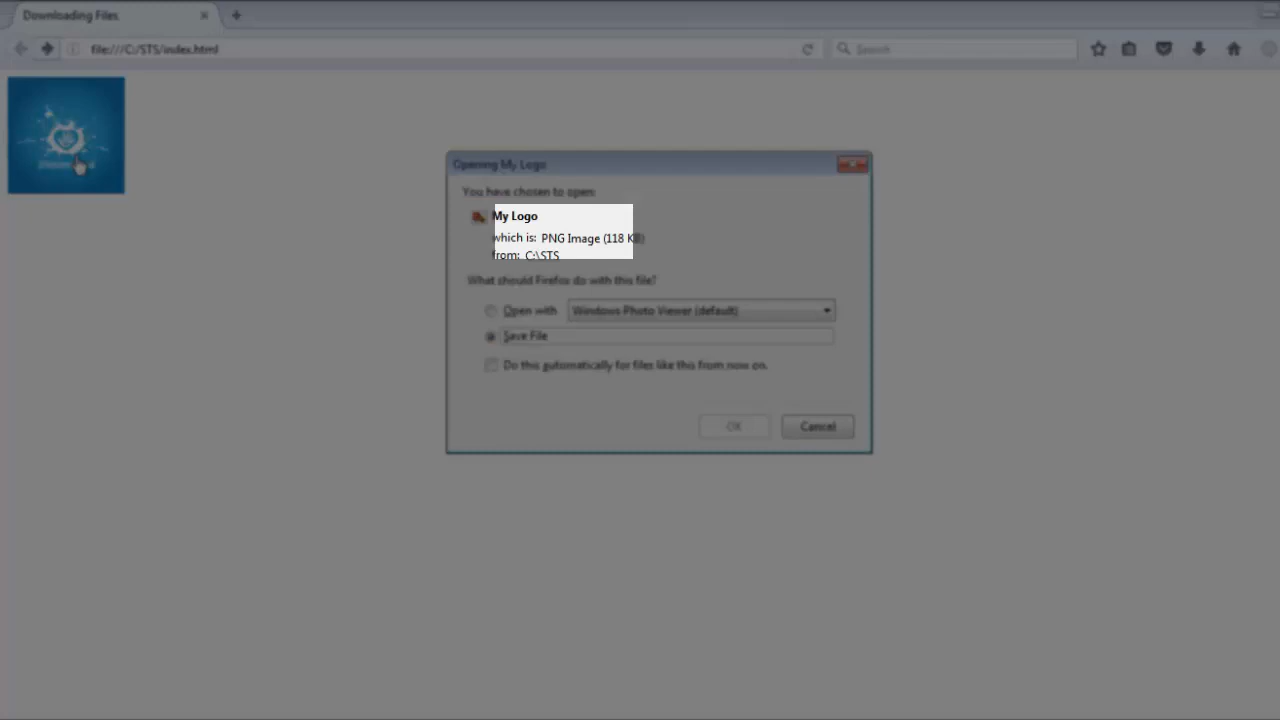 Downloading Files
file:///C:/STS/index.html
Search
Opening My Logo
You have chosen to open:
My Logo
which is: PNG Image (118 KB)
from: C:\STS
What should Firefox do with this file?
Open with Windows Photo Viewer (default)
Save File
Do this automatically for files like this from now on.
OK Cancel